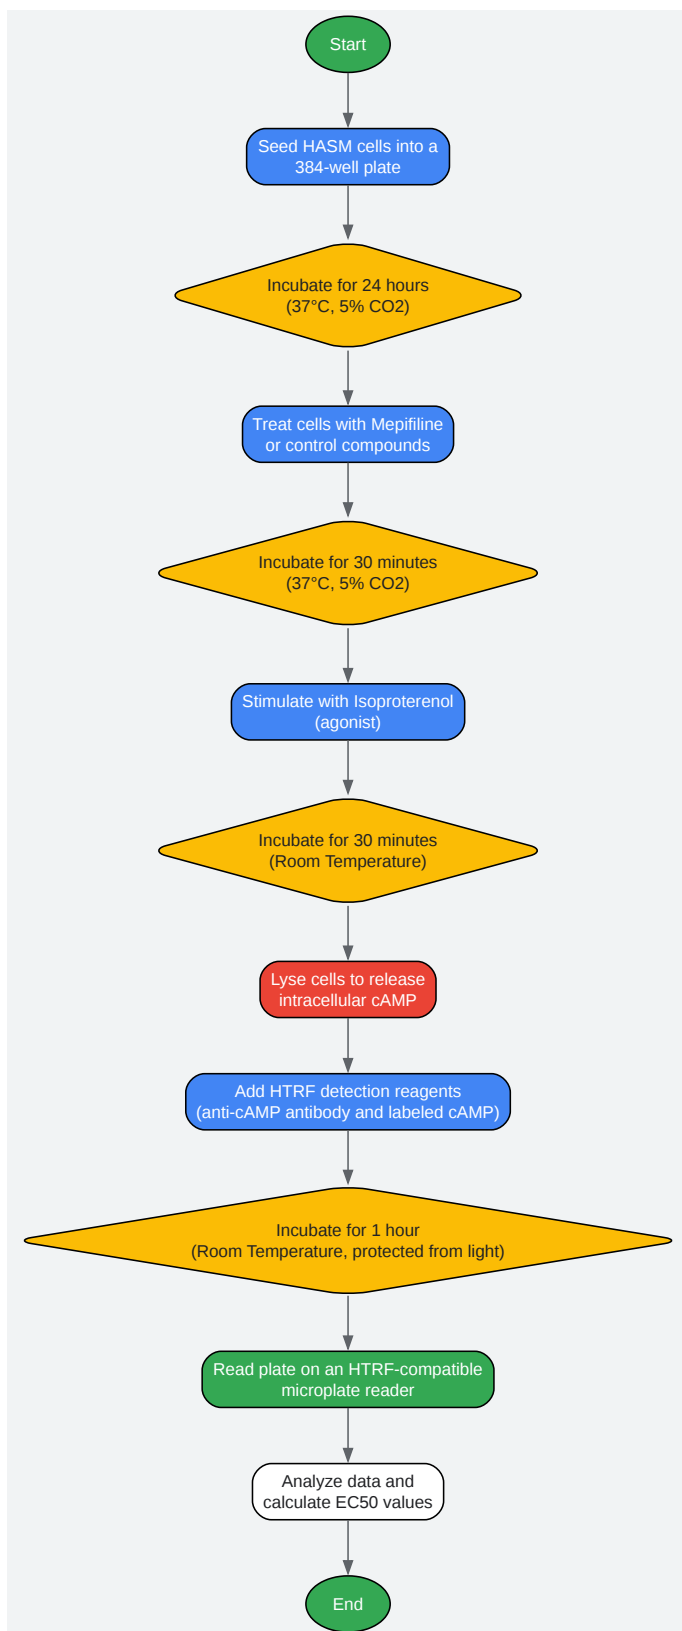 Start
Seed HASM cells into a
384-well plate
Incubate for 24 hours
(37°C, 5% CO2)
Treat cells with Mepifiline
or control compounds
Incubate for 30 minutes
(37°C, 5% CO2)
Stimulate with Isoproterenol
(agonist)
Incubate for 30 minutes
(Room Temperature)
Lyse cells to release
intracellular cAMP
Add HTRF detection reagents
(anti-cAMP antibody and labeled cAMP)
Incubate for 1 hour
(Room Temperature, protected from light)
Read plate on an HTRF-compatible
microplate reader
Analyze data and
calculate EC50 values
End